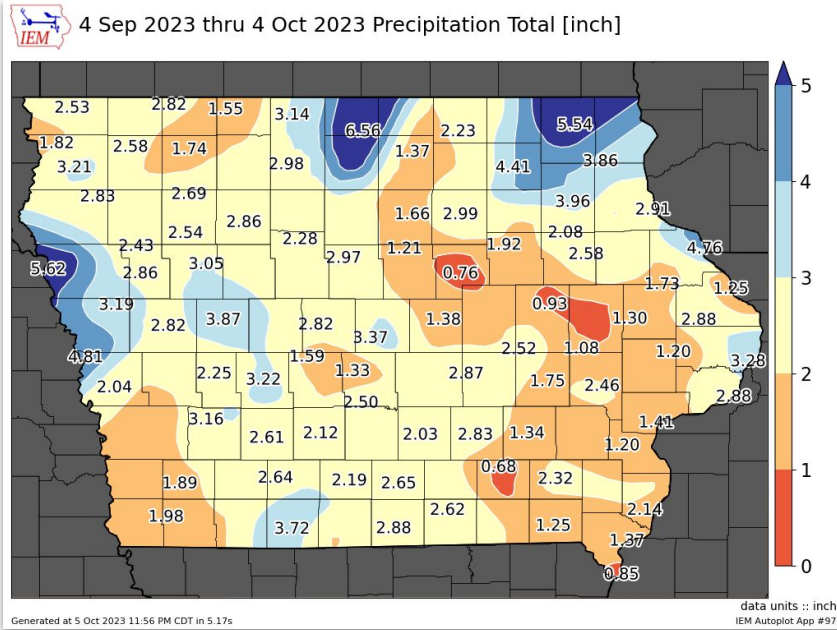 IEM
4 Sep 2023 thru 4 Oct 2023 Precipitation Total [inch]
2.53 2.82 1.55 3.14 6.56 2.23 5.54
1.82 2.58 1.74 2.98 1.37 4.41 3.86
3.21
2.83 2.69 1.66 2.99 3.96 2.91
2.86
2.43 2.54 2.28 1.21 1.92 2.08 4.76
5.62 2.86 3.05 2.97 0.76 2.58
3.19 0.93 1.73 1.25
2.82 3.87 2.82 3.37 1.38 1.30 2.88
4.81 1.59 2.52 1.08 1.20 3.28
2.04 2.25 3.22 1.33 2.87 1.75 2.46 2.88
3.16 2.50 1.41
2.61 2.12 2.03 2.83 1.34 1.20
1.89 2.64 2.19 2.65 0.68 2.32
1.98 3.72 2.88 2.62 1.25 2.14
1.37
0.85
5
4
3
2
1
0
data units :: inch
Generated at 5 Oct 2023 11:56 PM CDT in 5.17s
IEM Autoplot App #97